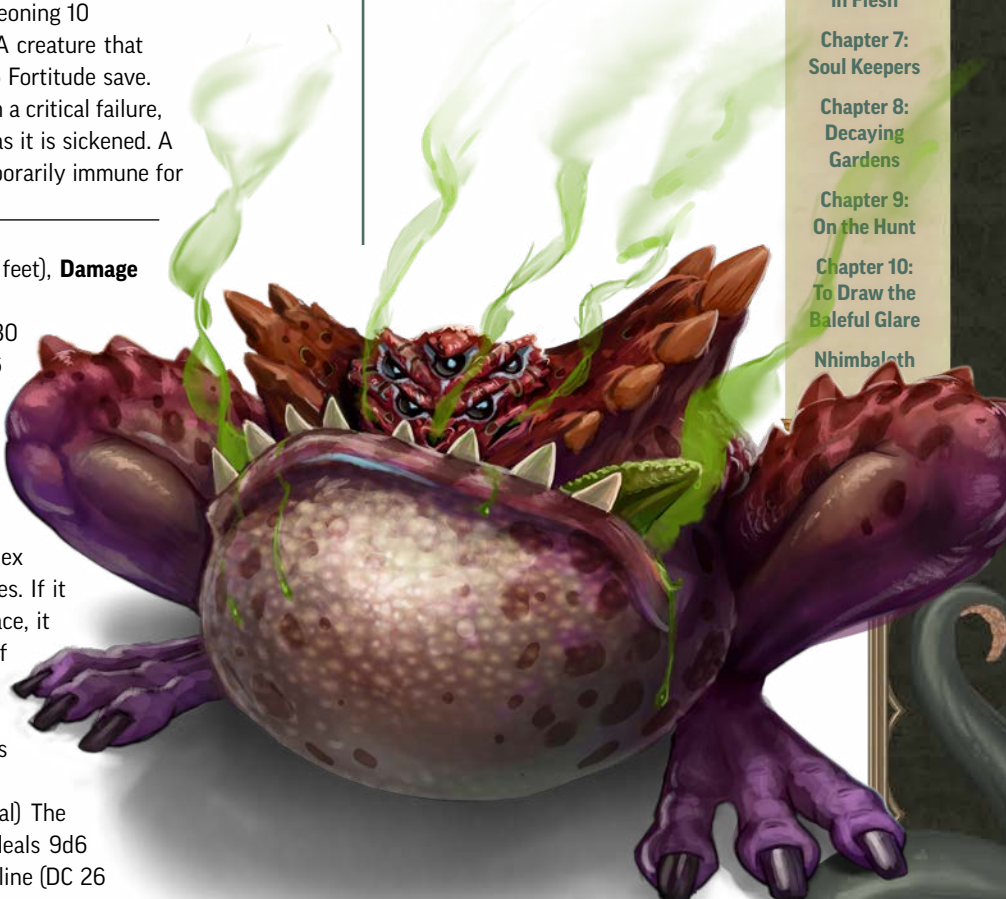 eoning 10
A creature that
Fortitude save.
a critical failure,
as it is sickened. A
porarily immune for
feet), Damage
30
ex
es. If it
ace, it
f
s
al) The
deals 9d6
line (DC 26
in Flesh
Chapter 7:
Soul Keepers
Chapter 8:
Decaying
Gardens
Chapter 9:
On the Hunt
Chapter 10:
To Draw the
Baleful Glare
Nhimbaloth